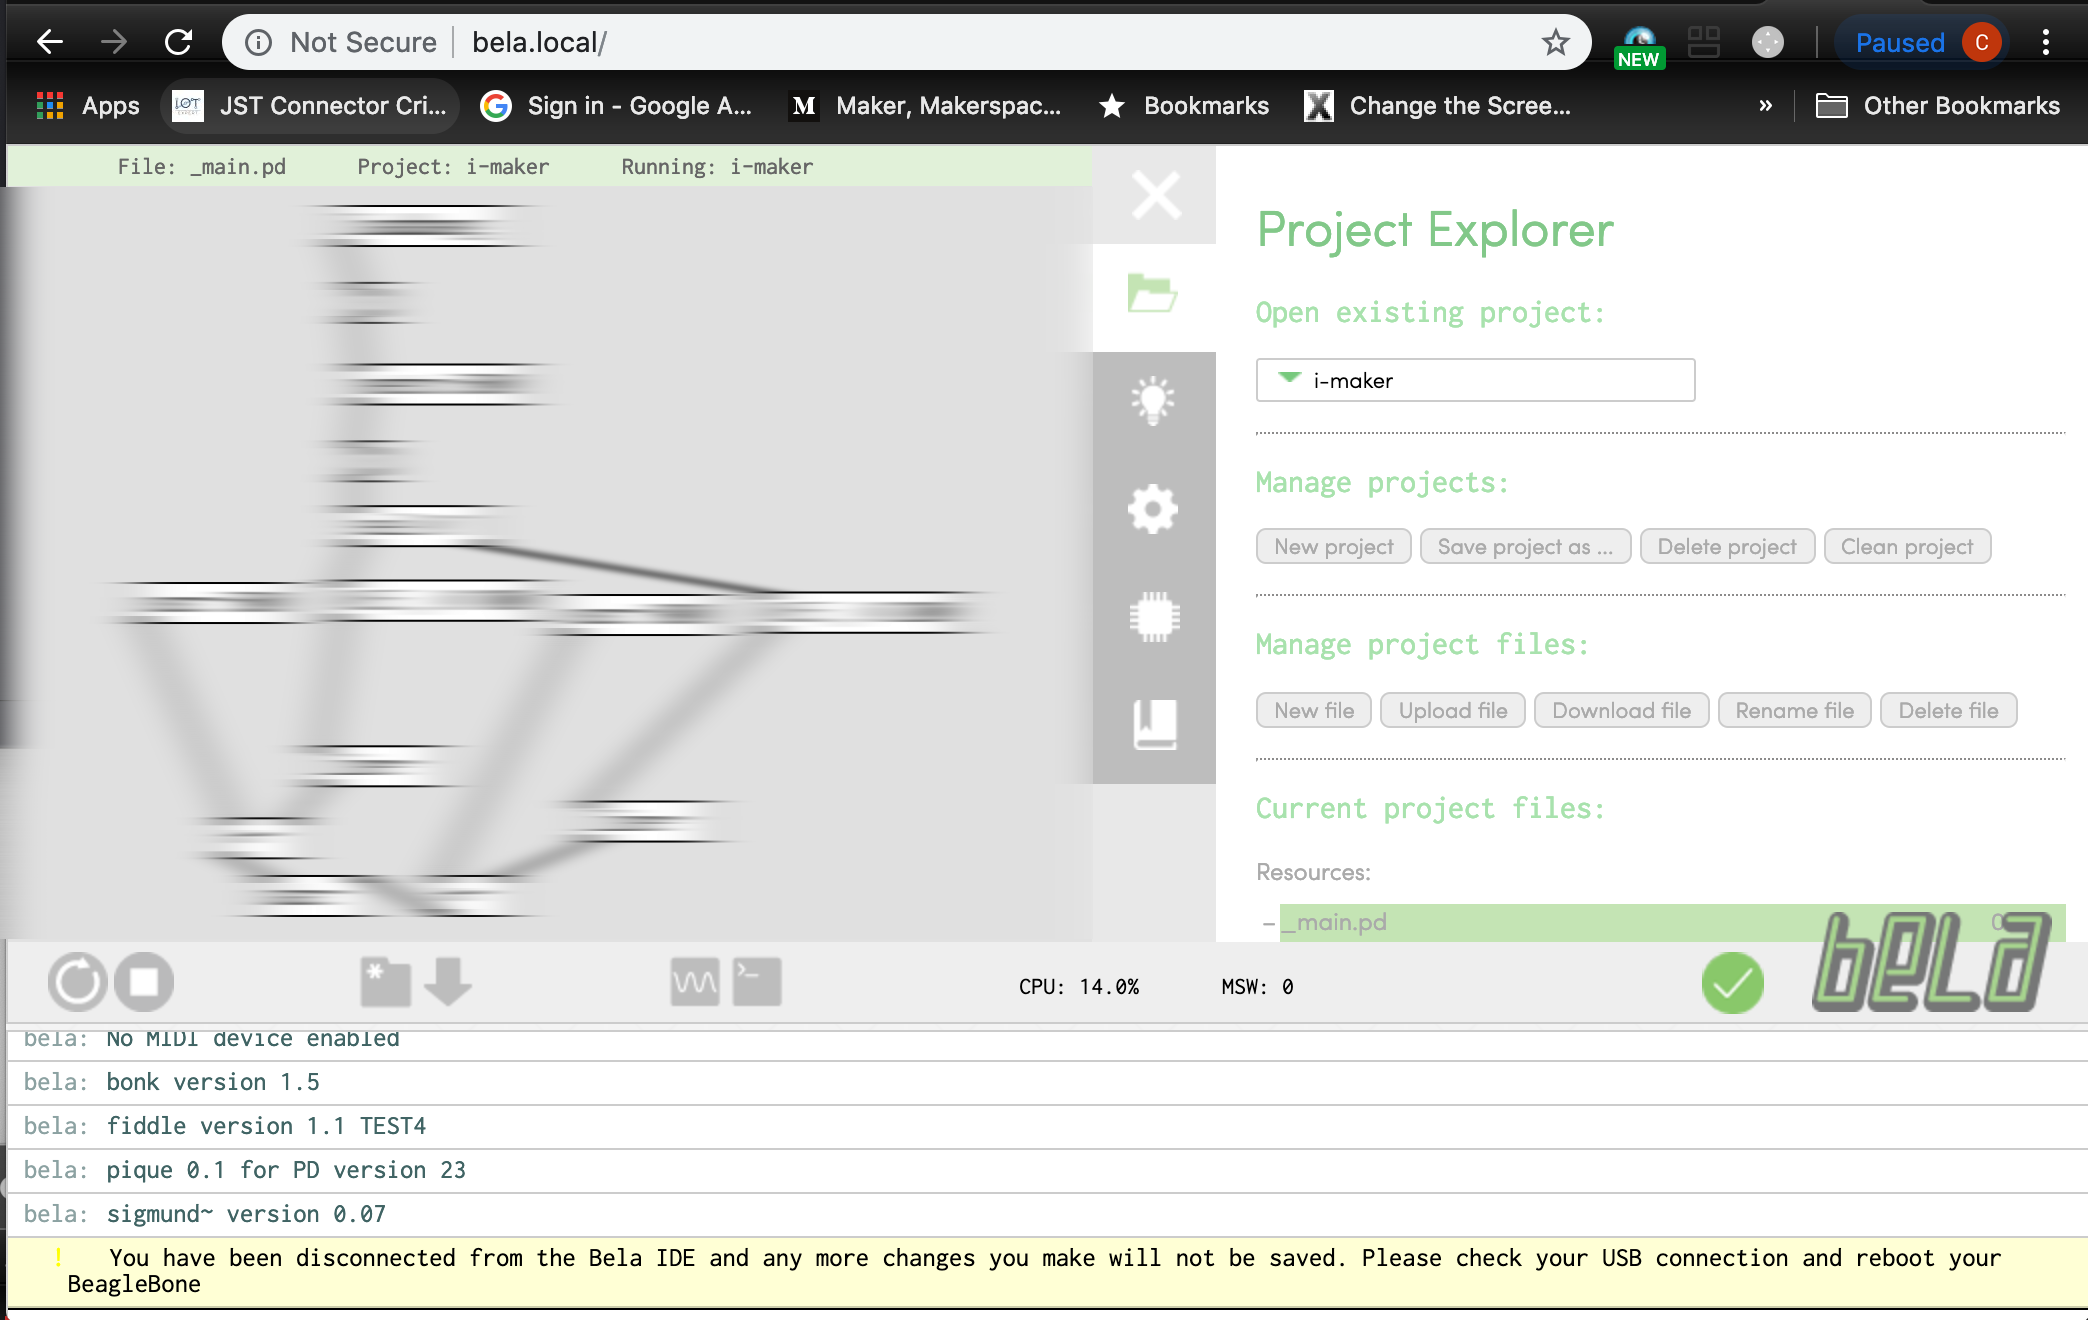 Not Secure bela.local/
NEW
Paused C
Apps JST Connector Cri... Sign in - Google A... M Maker, Makerspac... Bookmarks Change the Scree... » Other Bookmarks
File: _main.pd Project: i-maker Running: i-maker
Project Explorer
Open existing project:
i-maker
Manage projects:
New project Save project as ... Delete project Clean project
Manage project files:
New file Upload file Download file Rename file Delete file
Current project files:
Resources:
– _main.pd
CPU: 14.0% MSW: 0
bela
bela: No MIDI device enabled
bela: bonk version 1.5
bela: fiddle version 1.1 TEST4
bela: pique 0.1 for PD version 23
bela: sigmund~ version 0.07
! You have been disconnected from the Bela IDE and any more changes you make will not be saved. Please check your USB connection and reboot your
BeagleBone